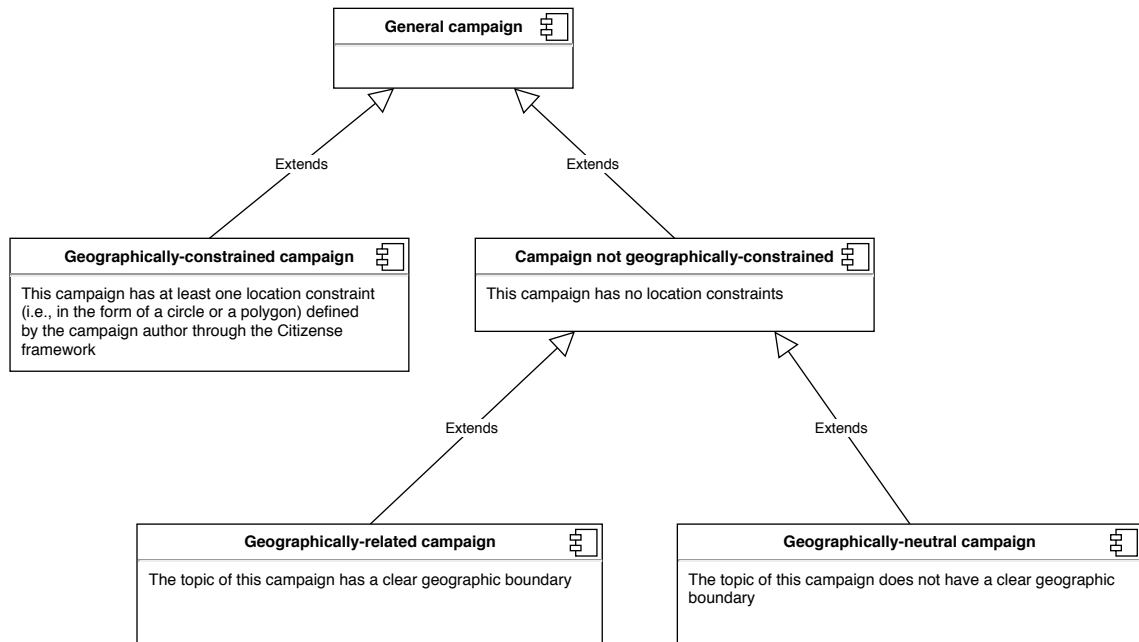 General campaign
Extends
Extends
Geographically-constrained campaign
This campaign has at least one location constraint
(i.e., in the form of a circle or a polygon) defined
by the campaign author through the Citizense
framework
Campaign not geographically-constrained
This campaign has no location constraints
Extends
Extends
Geographically-related campaign
The topic of this campaign has a clear geographic boundary
Geographically-neutral campaign
The topic of this campaign does not have a clear geographic
boundary